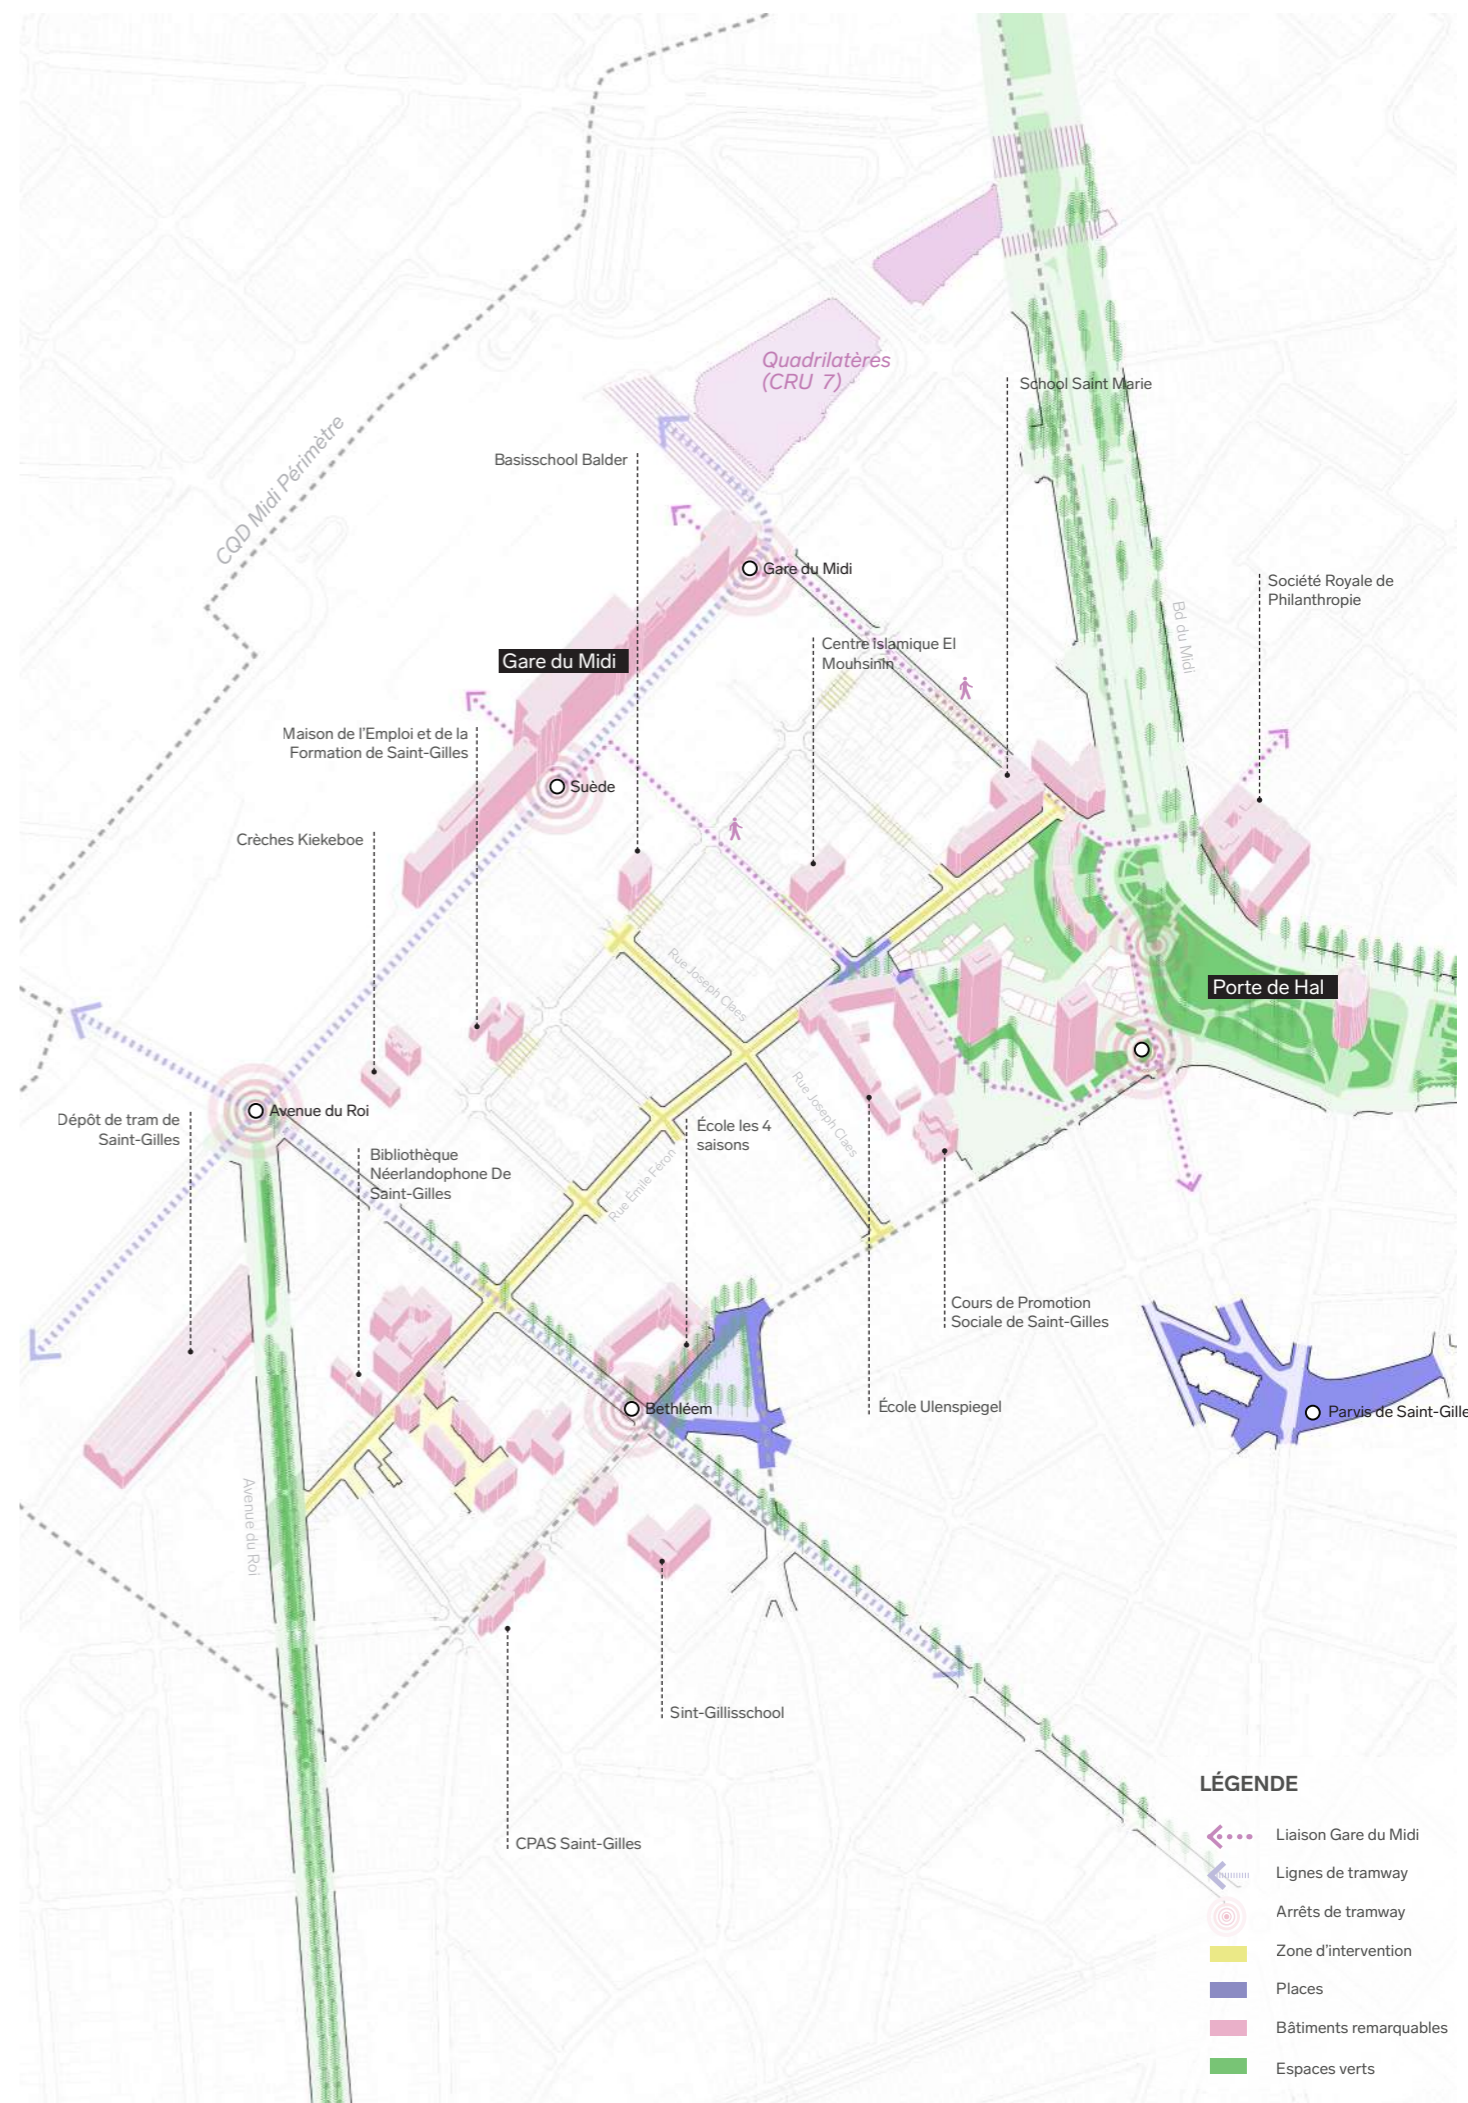 Quadrilatères
(CRU 7)
School Saint Marie
CQD Midi Périmètre
Basisschool Balder
Gare du Midi
Société Royale de
Philanthropie
Bd du Midi
Centre islamique El
Mouhsinin
Gare du Midi
Maison de l'Emploi et de la
Formation de Saint-Gilles
Suède
Crèches Kiekeboe
Rue Joseph Claes
Porte de Hal
Avenue du Roi
Rue Joseph Claes
Dépôt de tram de
Saint-Gilles
École les 4
saisons
Bibliothèque
Néerlandophone De
Saint-Gilles
Rue Émile Féron
Cours de Promotion
Sociale de Saint-Gilles
École Ulenspiegel
Bethléem
Parvis de Saint-Gille
Avenue du Roi
Sint-Gillisschool
CPAS Saint-Gilles
LÉGENDE
Liaison Gare du Midi
Lignes de tramway
Arrêts de tramway
Zone d'intervention
Places
Bâtiments remarquables
Espaces verts